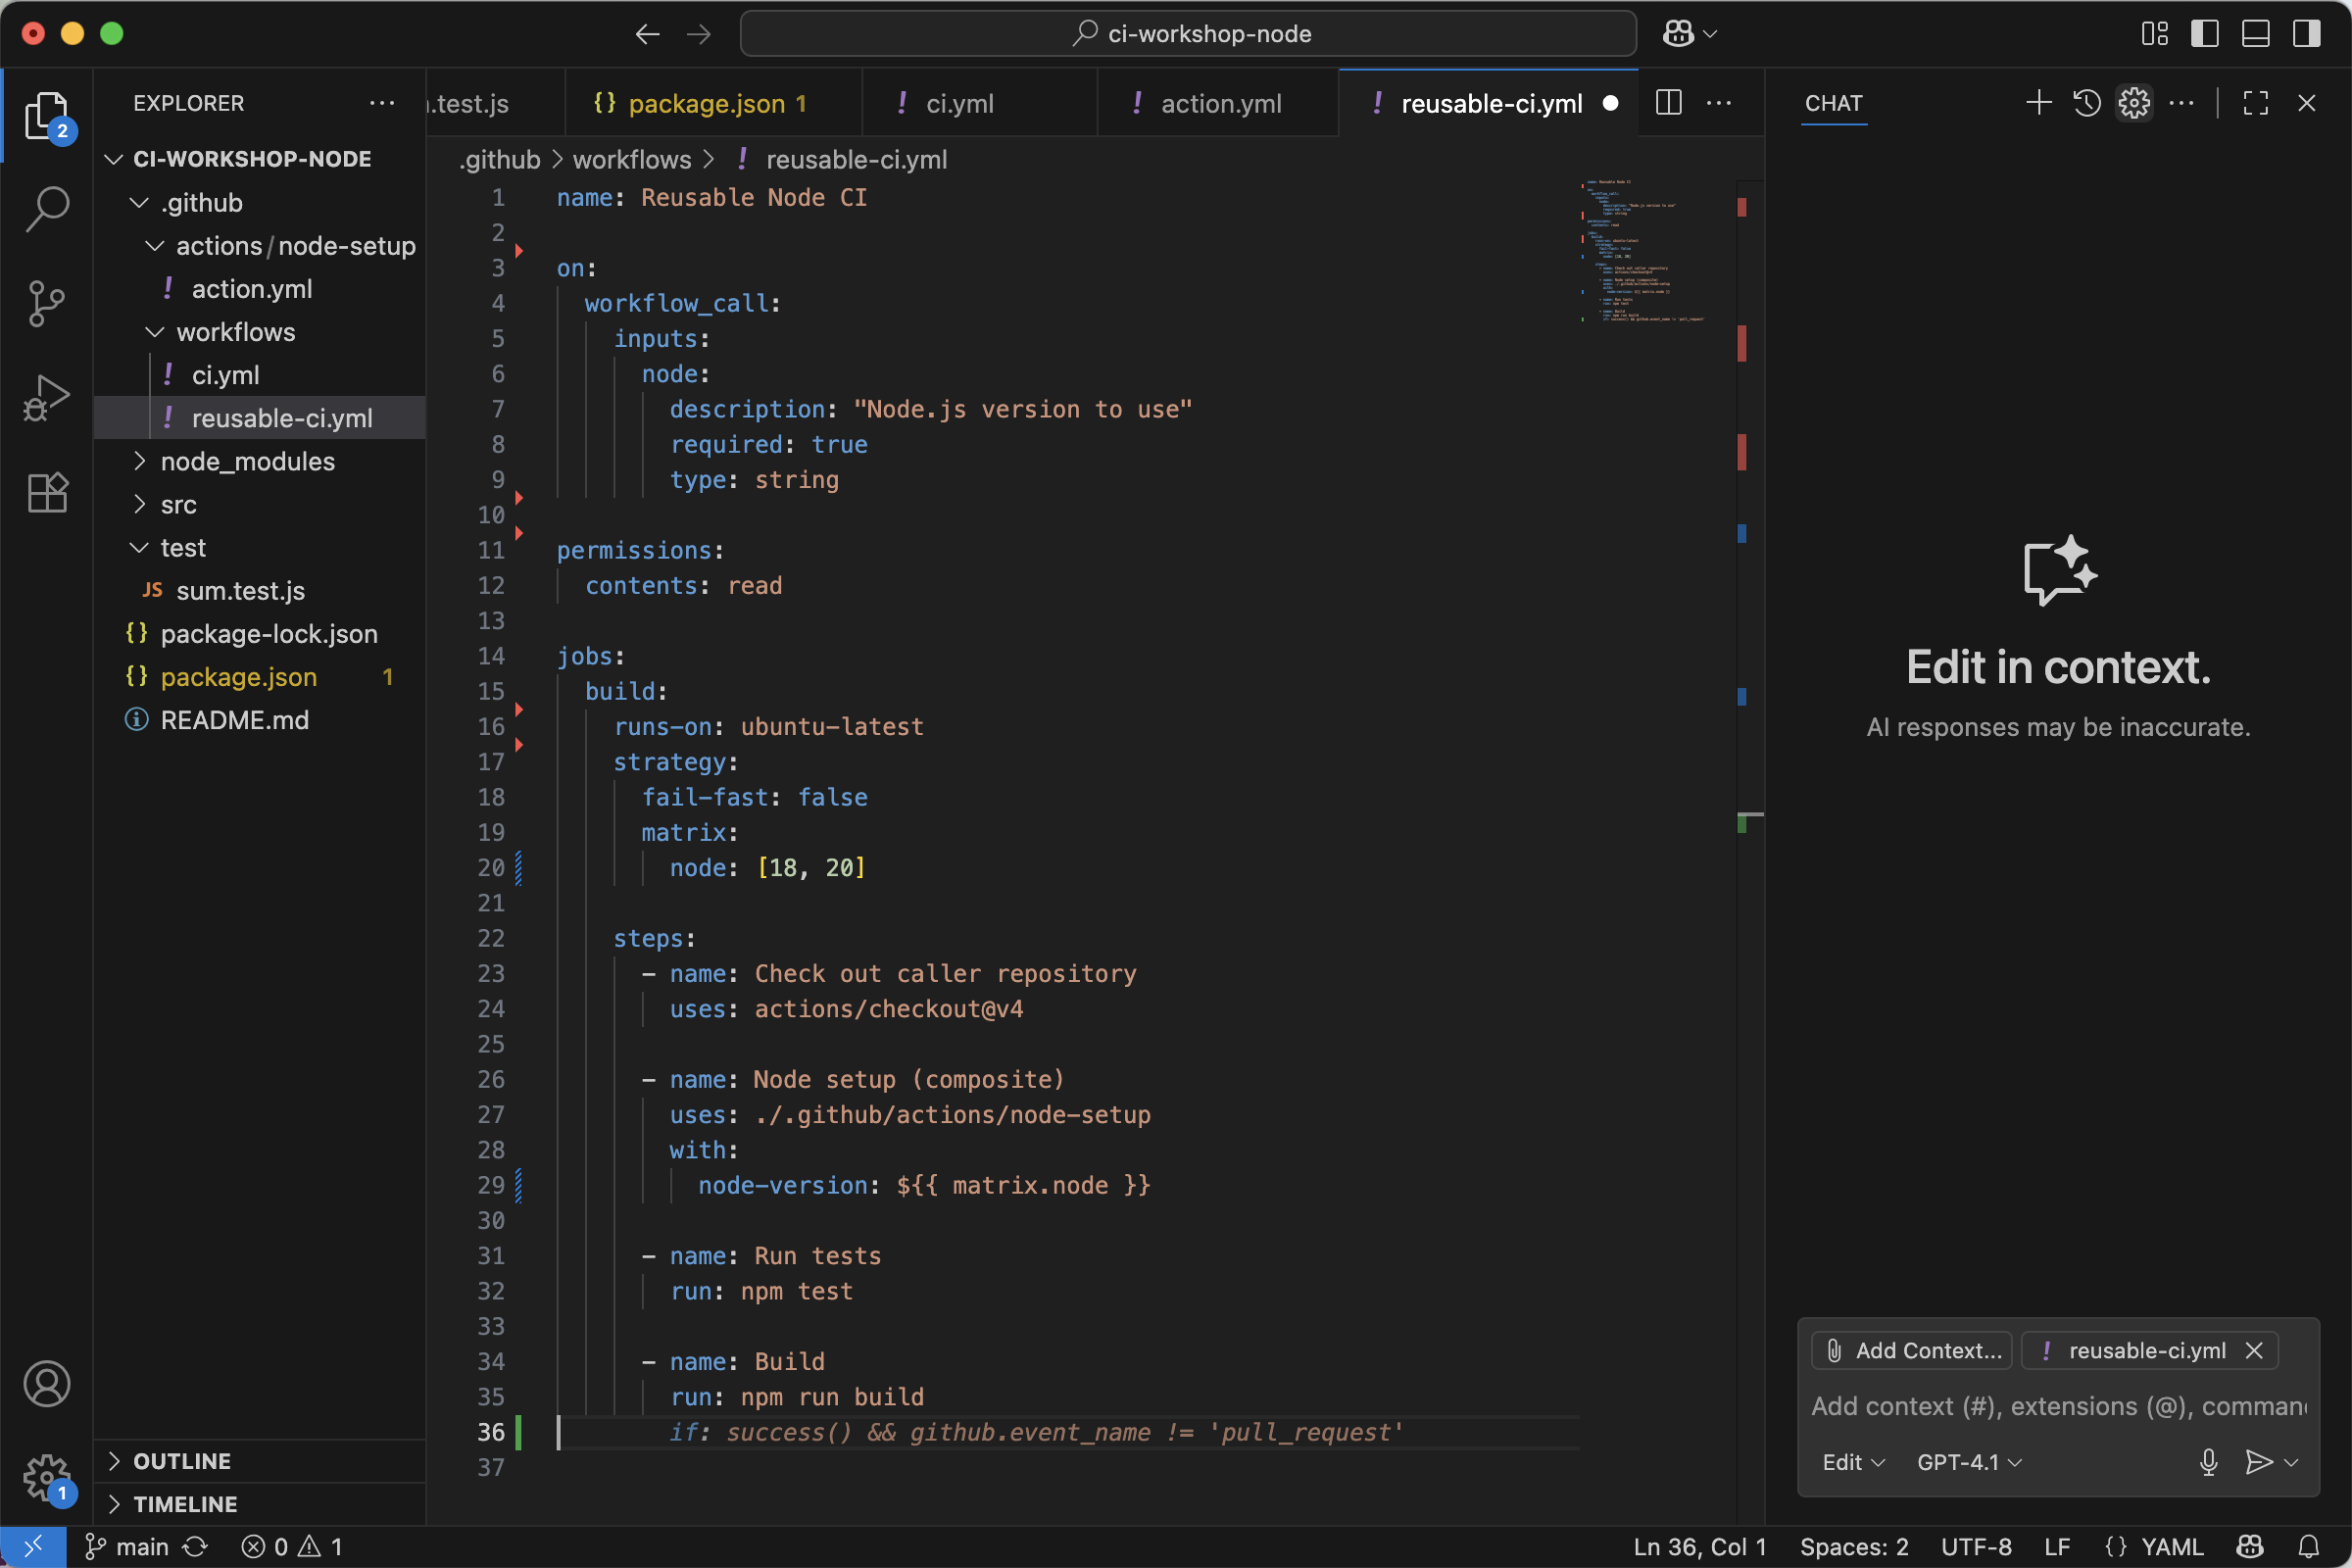 ci-workshop-node
EXPLORER
2
CI-WORKSHOP-NODE
.github
actions/node-setup
action.yml
workflows
ci.yml
reusable-ci.yml
node_modules
src
test
JS sum.test.js
{} package-lock.json
{} package.json 1
README.md
OUTLINE
TIMELINE
1
.test.js
{} package.json 1
! ci.yml
! action.yml
! reusable-ci.yml
.github > workflows > ! reusable-ci.yml
1 name: Reusable Node CI
2
3 on:
4   workflow_call:
5     inputs:
6       node:
7         description: "Node.js version to use"
8         required: true
9         type: string
10
11 permissions:
12   contents: read
13
14 jobs:
15   build:
16     runs-on: ubuntu-latest
17     strategy:
18       fail-fast: false
19       matrix:
20         node: [18, 20]
21
22     steps:
23       - name: Check out caller repository
24         uses: actions/checkout@v4
25
26       - name: Node setup (composite)
27         uses: ./.github/actions/node-setup
28         with:
29           node-version: ${{ matrix.node }}
30
31       - name: Run tests
32         run: npm test
33
34       - name: Build
35         run: npm run build
36         if: success() && github.event_name != 'pull_request'
37
CHAT
Edit in context.
AI responses may be inaccurate.
Add Context...
! reusable-ci.yml
Add context (#), extensions (@), comman
Edit
GPT-4.1
main 0 1
Ln 36, Col 1 Spaces: 2 UTF-8 LF {} YAML